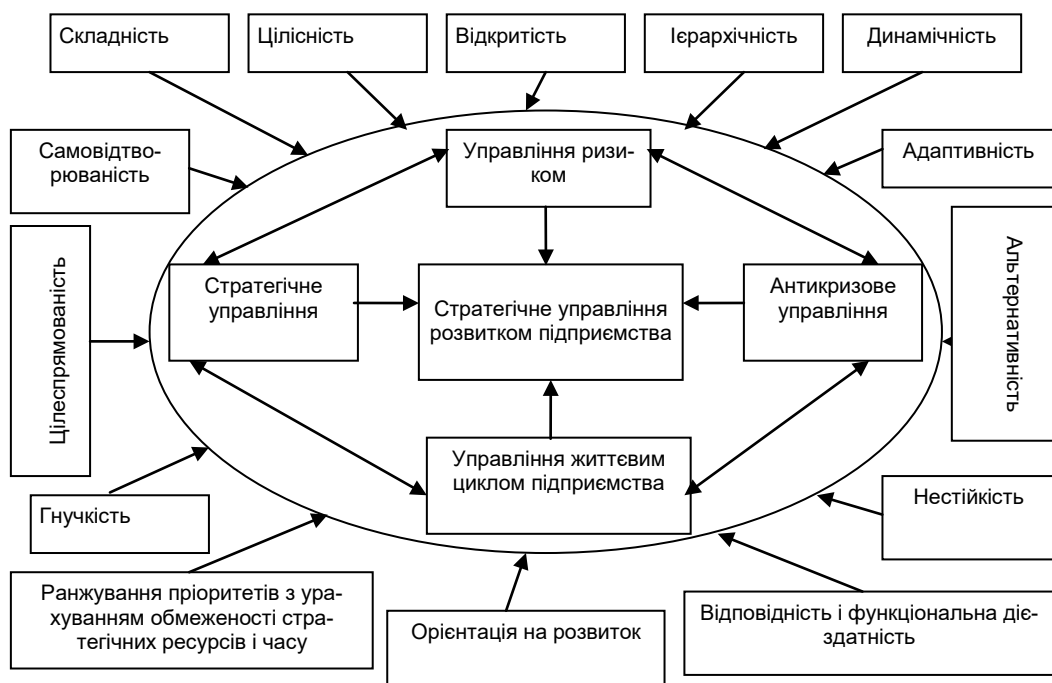 Складність
Цілісність
Відкритість
Ієрархічність
Динамічність
Самовідтво-
рюваність
Управління ризи-
ком
Адаптивність
Цілеспрямованість
Стратегічне
управління
Стратегічне управління
розвитком підприємства
Антикризове
управління
Альтернативність
Управління життєвим
циклом підприємства
Гнучкість
Нестійкість
Ранжування пріоритетів з ура-
хуванням обмеженості стра-
тегічних ресурсів і часу
Орієнтація на розвиток
Відповідність і функціональна діє-
здатність